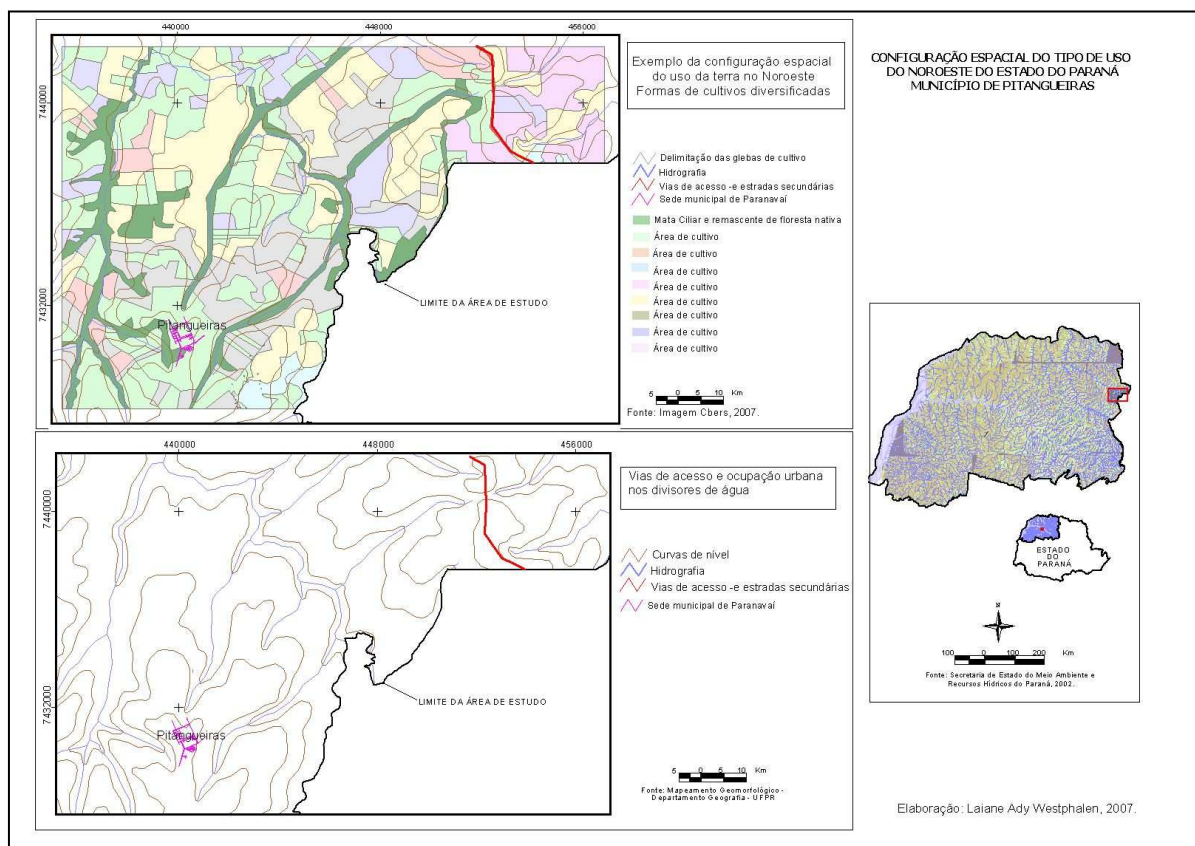 440000
448000
456000
7440000
7432000
Pitangueiras
LIMITE DA ÁREA DE ESTUDO
Exemplo da configuração espacial
do uso da terra no Noroeste
Formas de cultivos diversificadas
Delimitação das glebas de cultivo
Hidrografia
Vias de acesso -e estradas secundárias
Sede municipal de Paranavaí
Mata Ciliar e remascente de floresta nativa
Área de cultivo
Área de cultivo
Área de cultivo
Área de cultivo
Área de cultivo
Área de cultivo
Área de cultivo
Área de cultivo
5 0 5 10 Km
Fonte: Imagem Cbers, 2007.
440000
448000
456000
7440000
7432000
Pitangueiras
LIMITE DA ÁREA DE ESTUDO
Vias de acesso e ocupação urbana
nos divisores de água
Curvas de nível
Hidrografia
Vias de acesso -e estradas secundárias
Sede municipal de Paranavaí
5 0 5 10 Km
Fonte: Mapeamento Geomorfológico -
Departamento Geografia - UFPR
CONFIGURAÇÃO ESPACIAL DO TIPO DE USO
DO NOROESTE DO ESTADO DO PARANÁ
MUNICÍPIO DE PITANGUEIRAS
ESTADO
DO
PARANÁ
N
100 0 100 200 Km
Fonte: Secretaria de Estado do Meio Ambiente e
Recursos Hídricos do Paraná, 2002.
Elaboração: Laiane Ady Westphalen, 2007.